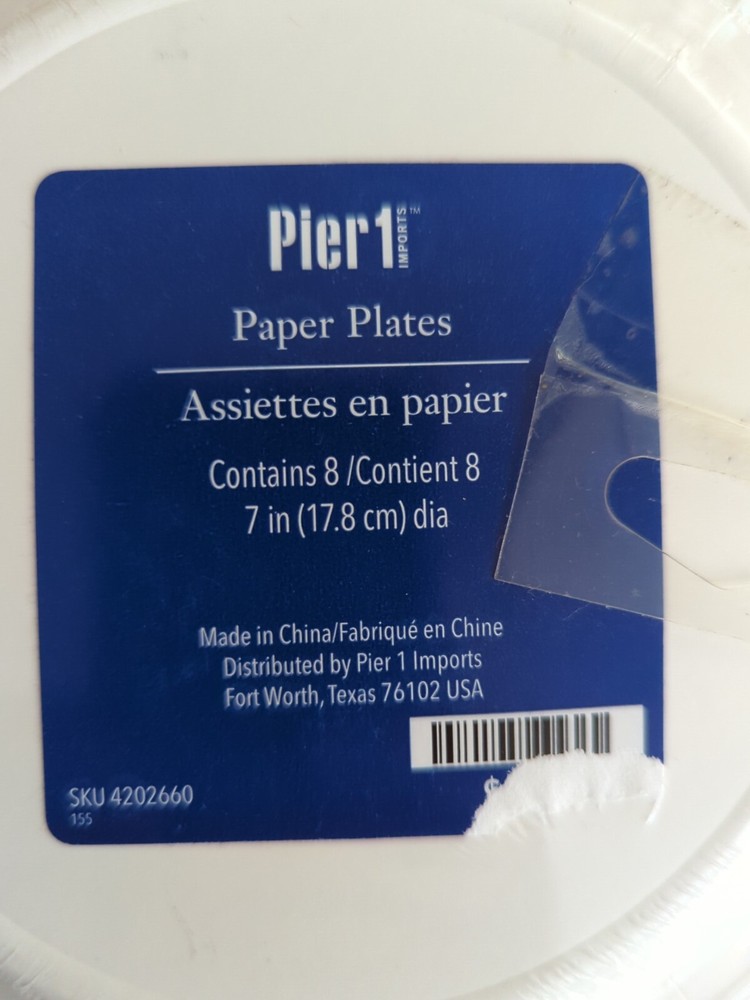 Pier1 IMPORTS™
Paper Plates
Assiettes en papier
Contains 8 /Contient 8
7 in (17.8 cm) dia
Made in China/Fabriqué en Chine
Distributed by Pier 1 Imports
Fort Worth, Texas 76102 USA
$
SKU 4202660
155